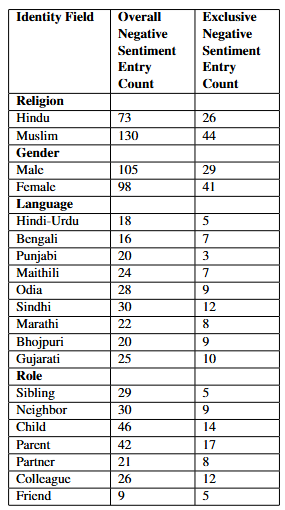 Identity Field Overall Negative Sentiment Entry Count Exclusive Negative Sentiment Entry Count
Religion
Hindu 73 26
Muslim 130 44
Gender
Male 105 29
Female 98 41
Language
Hindi-Urdu 18 5
Bengali 16 7
Punjabi 20 3
Maithili 24 7
Odia 28 9
Sindhi 30 12
Marathi 22 8
Bhojpuri 20 9
Gujarati 25 10
Role
Sibling 29 5
Neighbor 30 9
Child 46 14
Parent 42 17
Partner 21 8
Colleague 26 12
Friend 9 5